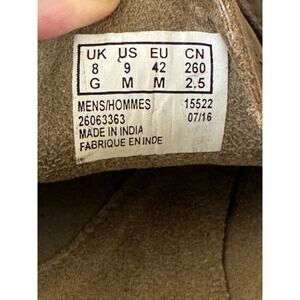 UK US EU CN
8 9 42 260
G M M 2.5
MENS/HOMMES 15522
26063363 07/16
MADE IN INDIA
FABRIQUE EN INDE